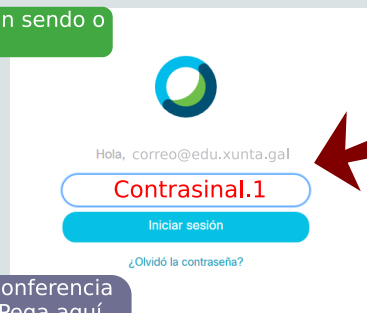 n sendo o
Hola, correo@edu.xunta.gal
Contrasinal.1
Iniciar sesión
¿Olvidó la contraseña?
onferencia
Pega aquí